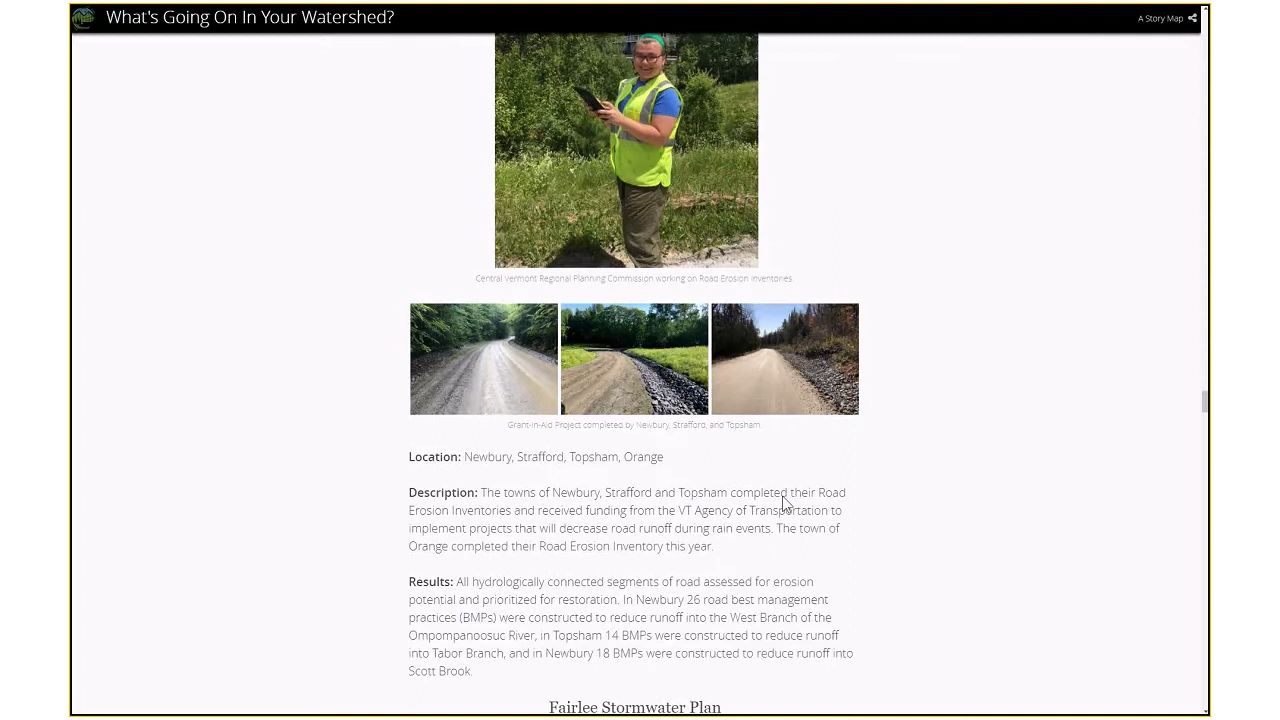 What's Going On In Your Watershed?
A Story Map
Central Vermont Regional Planning Commission working on Road Erosion Inventories.
Grant-in-Aid Project completed by Newbury, Strafford, and Topsham.
Location: Newbury, Strafford, Topsham, Orange
Description: The towns of Newbury, Strafford and Topsham completed their Road
Erosion Inventories and received funding from the VT Agency of Transportation to
implement projects that will decrease road runoff during rain events. The town of
Orange completed their Road Erosion Inventory this year.
Results: All hydrologically connected segments of road assessed for erosion
potential and prioritized for restoration. In Newbury 26 road best management
practices (BMPs) were constructed to reduce runoff into the West Branch of the
Ompompanoosuc River, in Topsham 14 BMPs were constructed to reduce runoff
into Tabor Branch, and in Newbury 18 BMPs were constructed to reduce runoff into
Scott Brook.
Fairlee Stormwater Plan